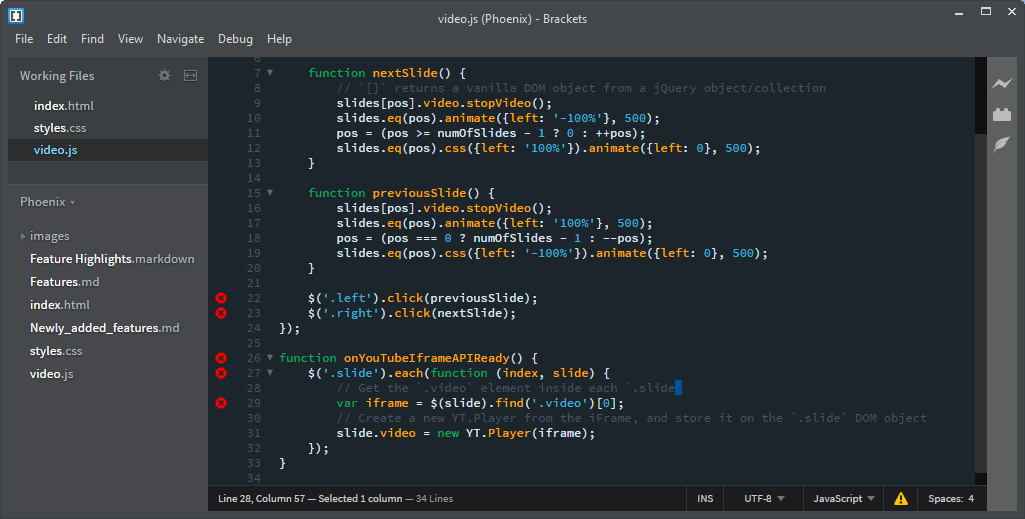 video.js (Phoenix) - Brackets
File Edit Find View Navigate Debug Help
Working Files
index.html
styles.css
video.js
Phoenix
images
Feature Highlights.markdown
Features.md
index.html
Newly_added_features.md
styles.css
video.js
6
7 function nextSlide() {
8 // `[]` returns a vanilla DOM object from a jQuery object/collection
9 slides[pos].video.stopVideo();
10 slides.eq(pos).animate({left: '-100%'}, 500);
11 pos = (pos >= numOfSlides - 1 ? 0 : ++pos);
12 slides.eq(pos).css({left: '100%'}).animate({left: 0}, 500);
13 }
14
15 function previousSlide() {
16 slides[pos].video.stopVideo();
17 slides.eq(pos).animate({left: '100%'}, 500);
18 pos = (pos === 0 ? numOfSlides - 1 : --pos);
19 slides.eq(pos).css({left: '-100%'}).animate({left: 0}, 500);
20 }
21
22 $('.left').click(previousSlide);
23 $('.right').click(nextSlide);
24 });
25
26 function onYouTubeIframeAPIReady() {
27 $('.slide').each(function (index, slide) {
28 // Get the `.video` element inside each `.slide`
29 var iframe = $(slide).find('.video')[0];
30 // Create a new YT.Player from the iFrame, and store it on the `.slide` DOM object
31 slide.video = new YT.Player(iframe);
32 });
33 }
34
Line 28, Column 57 — Selected 1 column — 34 Lines
INS UTF-8 JavaScript Spaces: 4